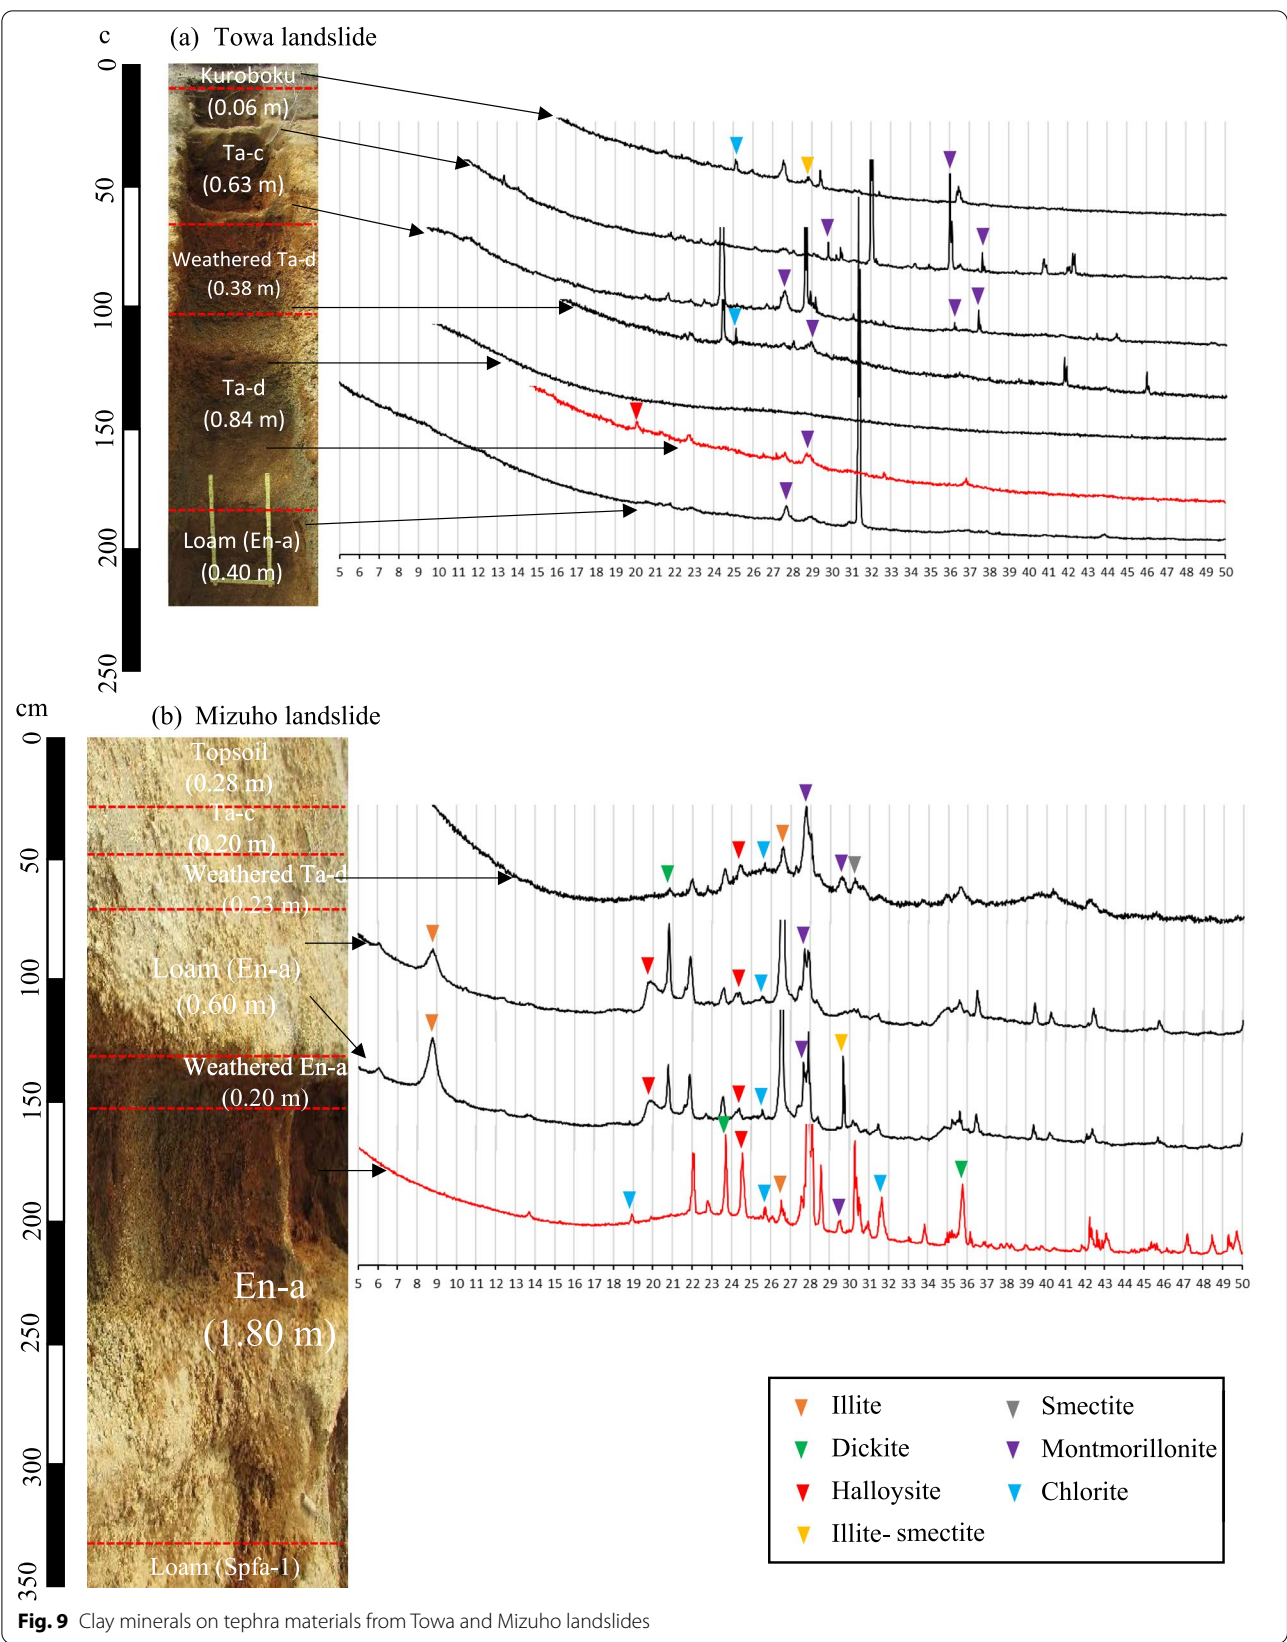 c
(a) Towa landslide
0
50
100
150
200
250
Kuroboku
(0.06 m)
Ta-c
(0.63 m)
Weathered Ta-d
(0.38 m)
Ta-d
(0.84 m)
Loam (En-a)
(0.40 m)
5 6 7 8 9 10 11 12 13 14 15 16 17 18 19 20 21 22 23 24 25 26 27 28 29 30 31 32 33 34 35 36 37 38 39 40 41 42 43 44 45 46 47 48 49 50
cm
(b) Mizuho landslide
0
50
100
150
200
250
300
350
Topsoil
(0.28 m)
Ta-c
(0.20 m)
Weathered Ta-d
(0.23 m)
Loam (En-a)
(0.60 m)
Weathered En-a
(0.20 m)
En-a
(1.80 m)
Loam (Spfa-1)
5 6 7 8 9 10 11 12 13 14 15 16 17 18 19 20 21 22 23 24 25 26 27 28 29 30 31 32 33 34 35 36 37 38 39 40 41 42 43 44 45 46 47 48 49 50
Illite
Dickite
Halloysite
Illite- smectite
Smectite
Montmorillonite
Chlorite
Fig. 9 Clay minerals on tephra materials from Towa and Mizuho landslides